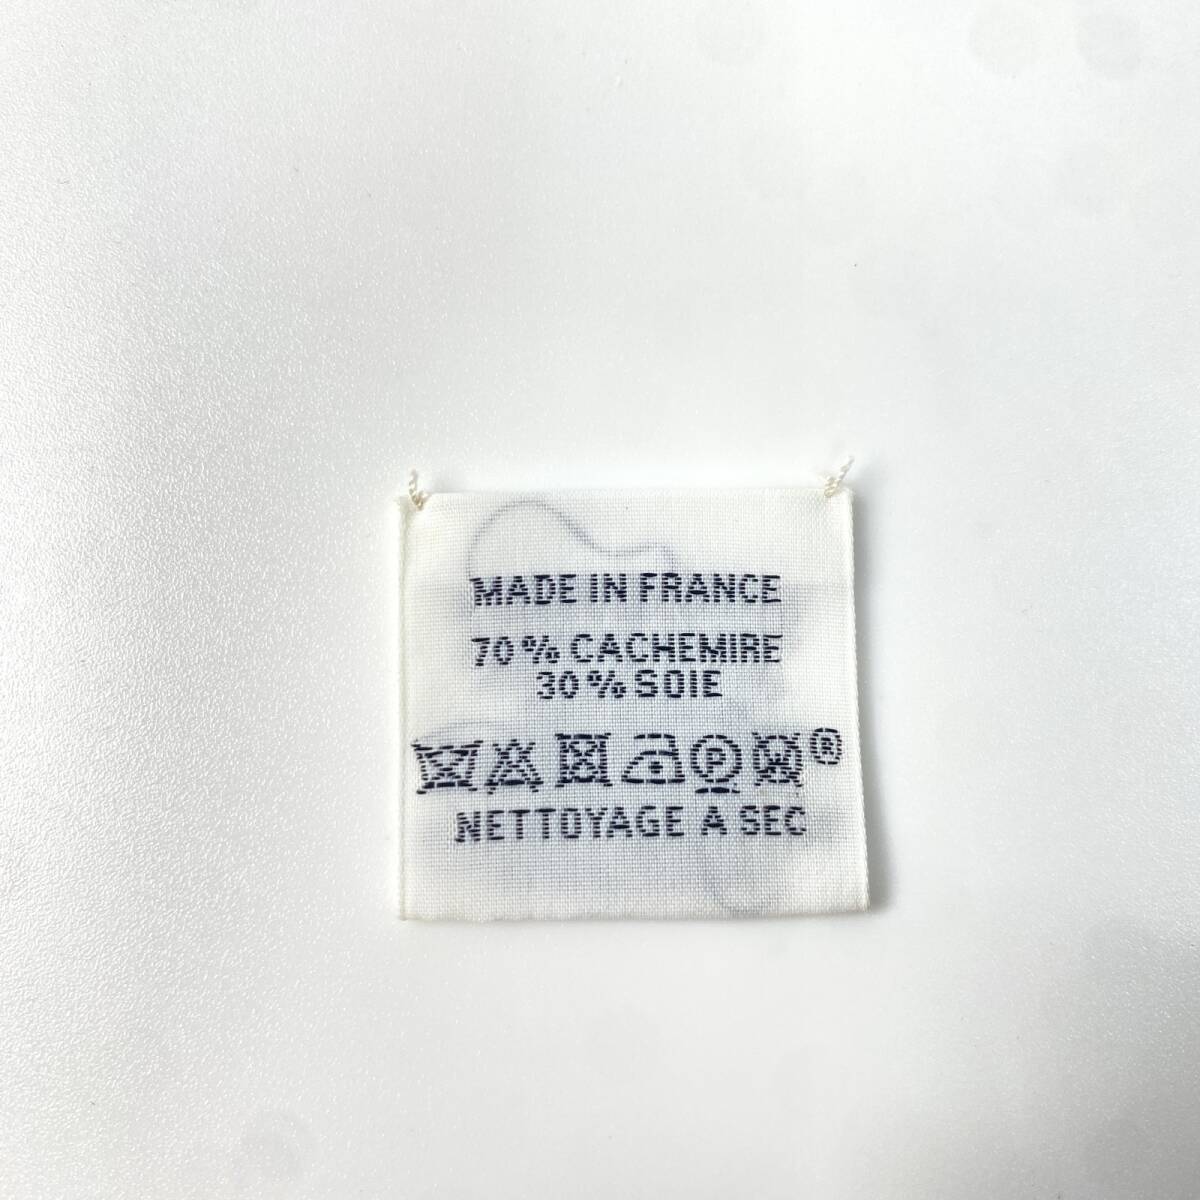 MADE IN FRANCE
70% CACHEMIRE
30% SOIE
P W ®
NETTOYAGE A SEC